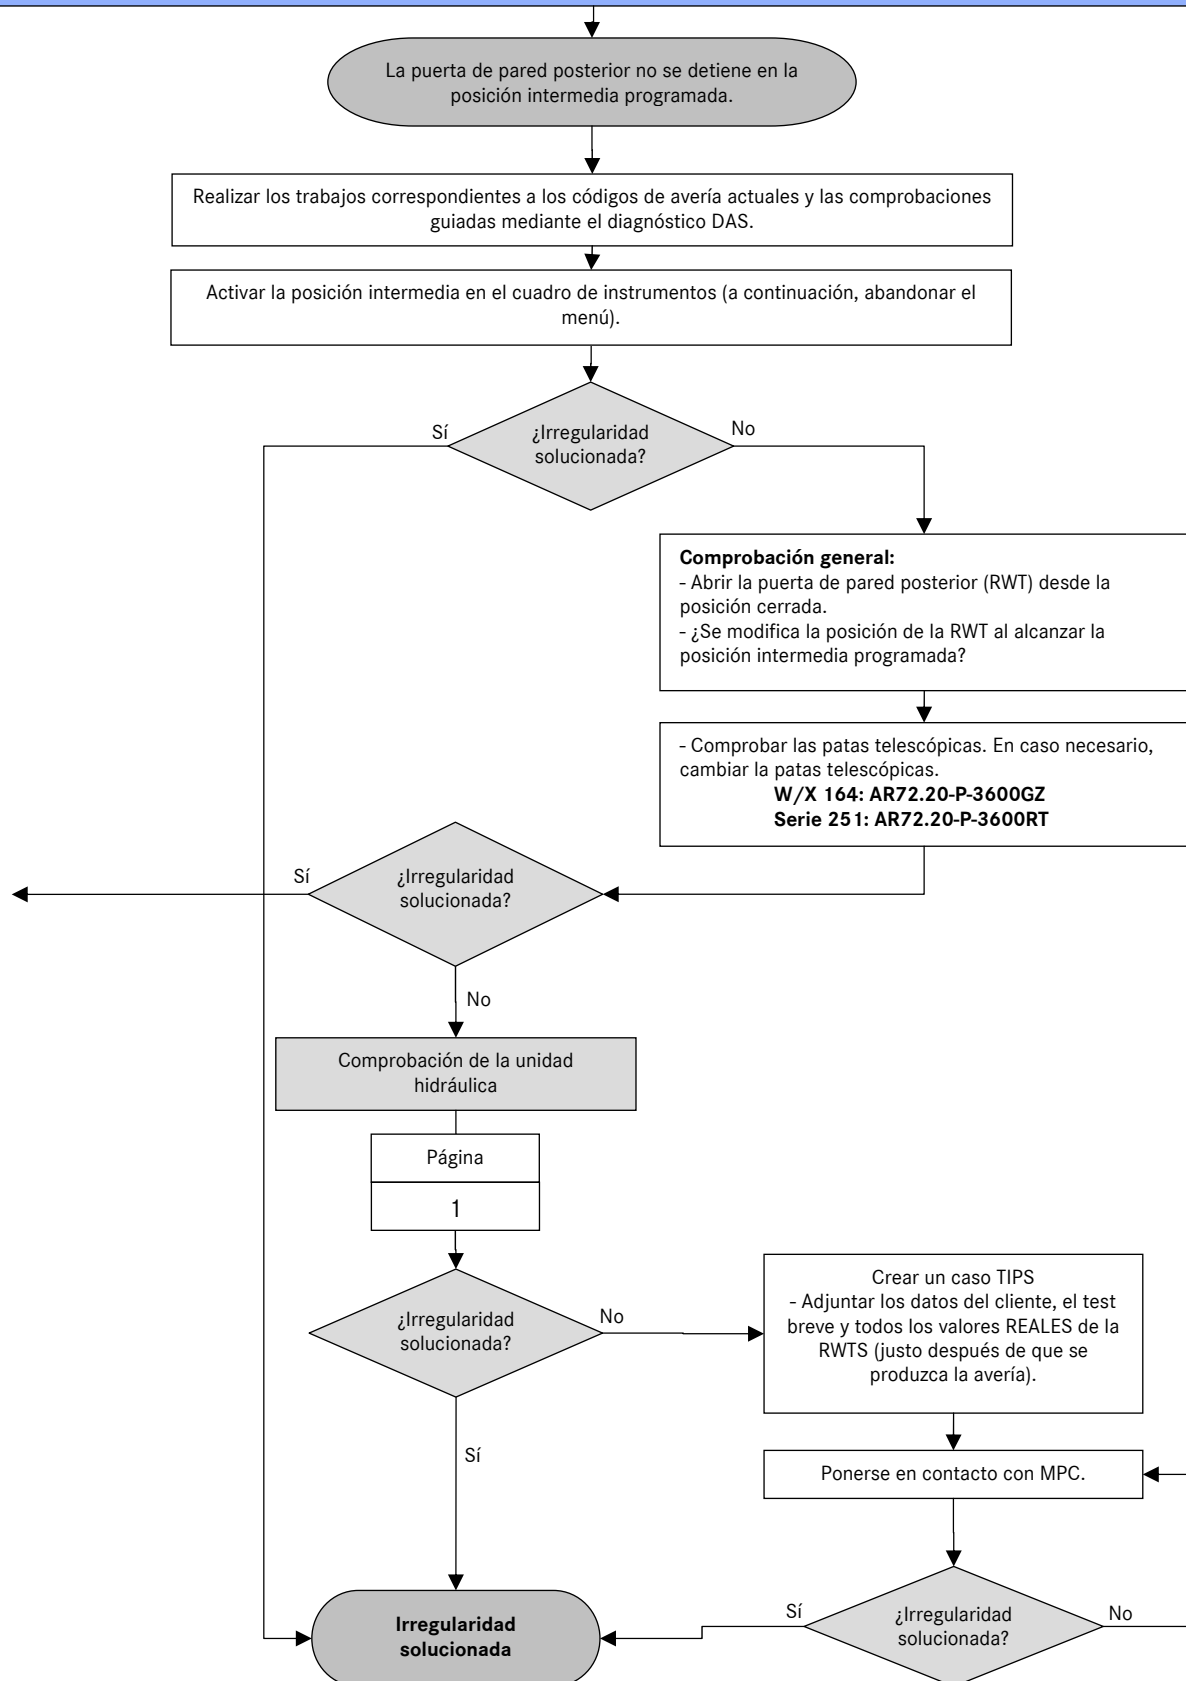 La puerta de pared posterior no se detiene en la
posición intermedia programada.
Realizar los trabajos correspondientes a los códigos de avería actuales y las comprobaciones
guiadas mediante el diagnóstico DAS.
Activar la posición intermedia en el cuadro de instrumentos (a continuación, abandonar el
menú).
Sí
¿Irregularidad
solucionada?
No
Comprobación general:
- Abrir la puerta de pared posterior (RWT) desde la
posición cerrada.
- ¿Se modifica la posición de la RWT al alcanzar la
posición intermedia programada?
- Comprobar las patas telescópicas. En caso necesario,
cambiar la patas telescópicas.
W/X 164: AR72.20-P-3600GZ
Serie 251: AR72.20-P-3600RT
Sí
¿Irregularidad
solucionada?
No
Comprobación de la unidad
hidráulica
Página
1
¿Irregularidad
solucionada?
No
Sí
Crear un caso TIPS
- Adjuntar los datos del cliente, el test
breve y todos los valores REALES de la
RWTS (justo después de que se
produzca la avería).
Ponerse en contacto con MPC.
Sí
¿Irregularidad
solucionada?
No
Irregularidad
solucionada